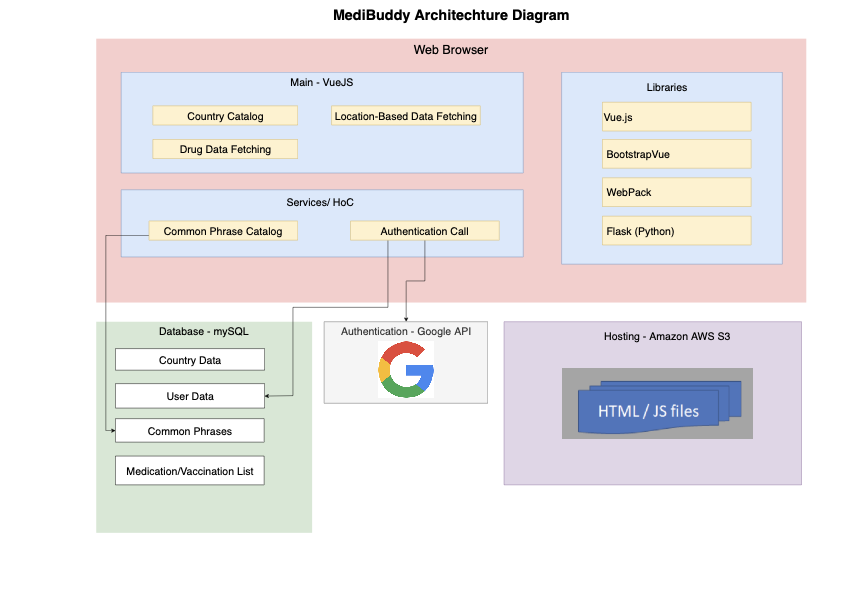 MediBuddy Architechture Diagram
Web Browser
Main - VueJS
Country Catalog
Location-Based Data Fetching
Drug Data Fetching
Services/ HoC
Common Phrase Catalog
Authentication Call
Libraries
Vue.js
BootstrapVue
WebPack
Flask (Python)
Database - mySQL
Country Data
User Data
Common Phrases
Medication/Vaccination List
Authentication - Google API
Hosting - Amazon AWS S3
HTML / JS files